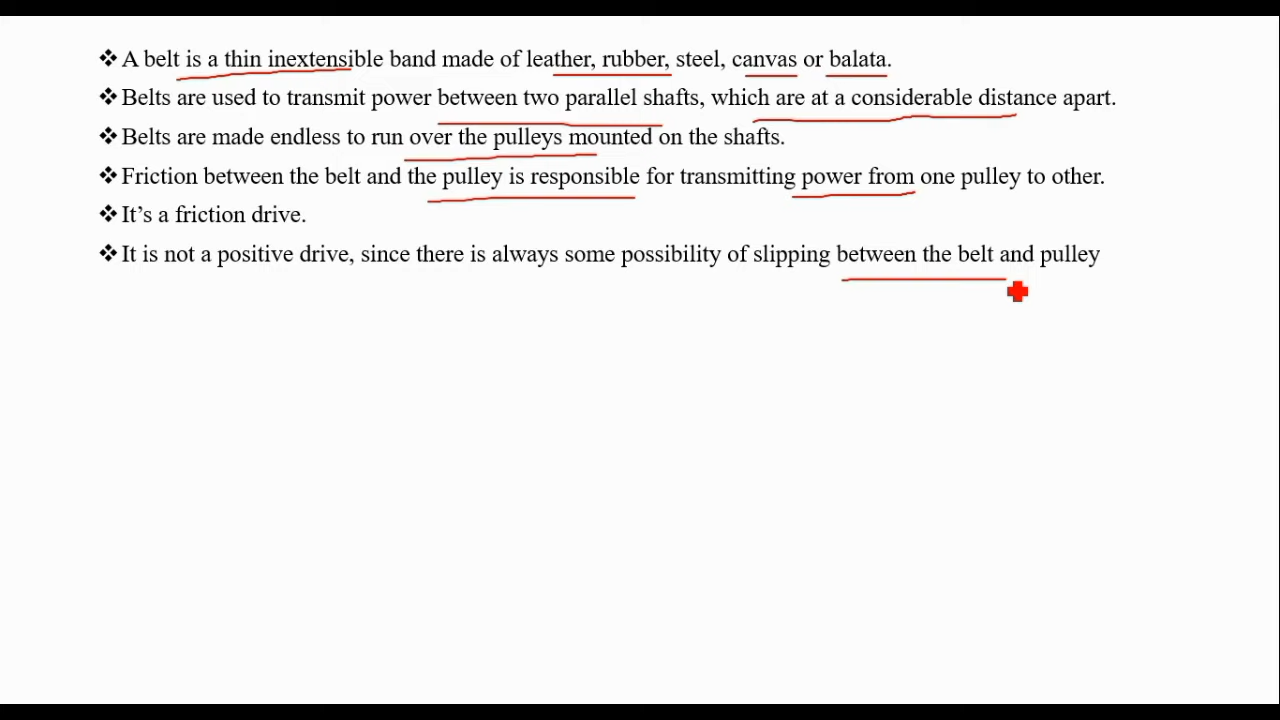 ❖A belt is a thin inextensible band made of leather, rubber, steel, canvas or balata.
❖Belts are used to transmit power between two parallel shafts, which are at a considerable distance apart.
❖Belts are made endless to run over the pulleys mounted on the shafts.
❖Friction between the belt and the pulley is responsible for transmitting power from one pulley to other.
❖It’s a friction drive.
❖It is not a positive drive, since there is always some possibility of slipping between the belt and pulley